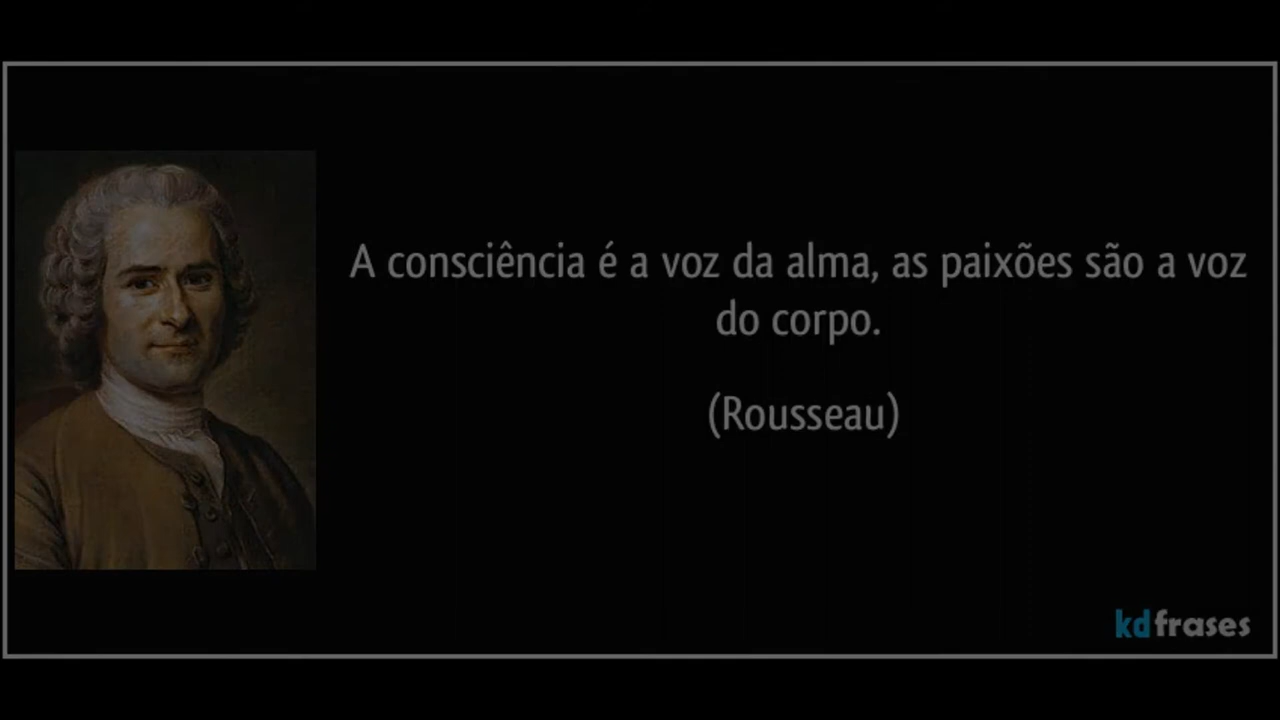 A consciência é a voz da alma, as paixões são a voz
do corpo.
(Rousseau)
kdfrases